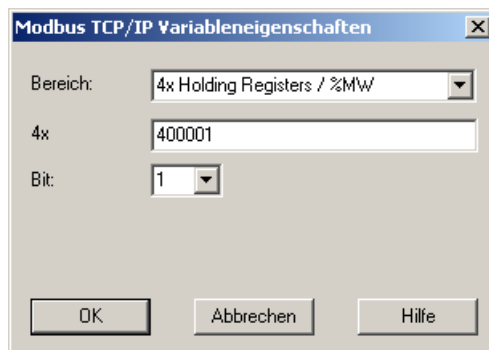 Modbus TCP/IP Variableneigenschaften
Bereich: 4x Holding Registers / %MW
4x 400001
Bit: 1
OK Abbrechen Hilfe